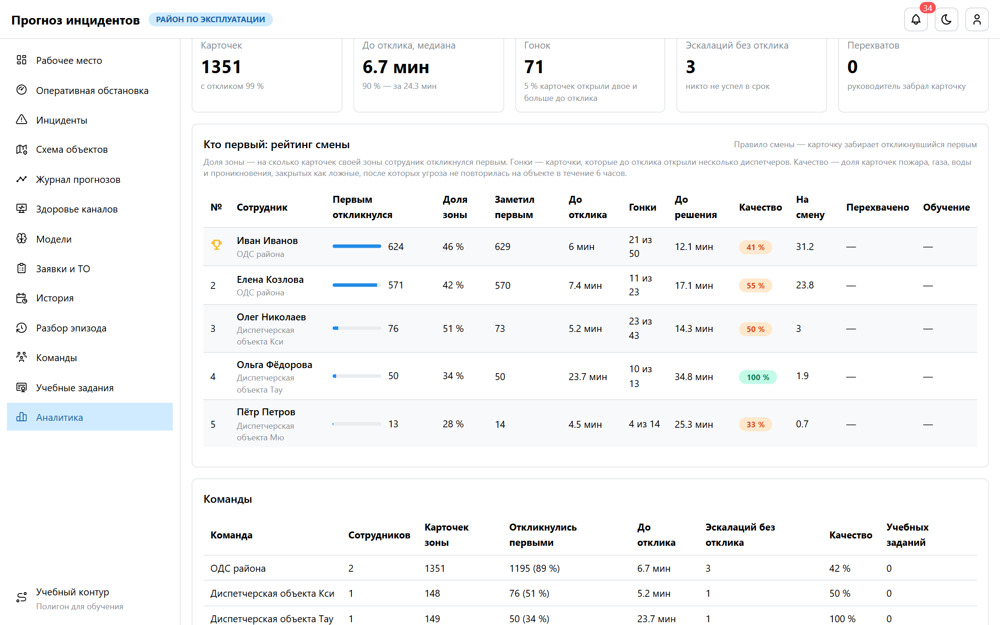 Прогноз инцидентов
РАЙОН ПО ЭКСПЛУАТАЦИИ
34
Рабочее место
Оперативная обстановка
Инциденты
Схема объектов
Журнал прогнозов
Здоровье каналов
Модели
Заявки и ТО
История
Разбор эпизода
Команды
Учебные задания
Аналитика
Учебный контур
Полигон для обучения
Карточек
1351
с откликом 99 %
До отклика, медиана
6.7 мин
90 % — за 24.3 мин
Гонок
71
5 % карточек открыли двое и
больше до отклика
Эскалаций без отклика
3
никто не успел в срок
Перехватов
0
руководитель забрал карточку
Кто первый: рейтинг смены
Правило смены — карточку забирает откликнувшийся первым
Доля зоны — на сколько карточек своей зоны сотрудник откликнулся первым. Гонки — карточки, которые до отклика открыли несколько диспетчеров. Качество — доля карточек пожара, газа, воды
и проникновения, закрытых как ложные, после которых угроза не повторилась на объекте в течение 6 часов.
№ Сотрудник Первым откликнулся Доля зоны Заметил первым До отклика Гонки До решения Качество На смену Перехвачено Обучение
Иван Иванов ОДС района 624 46 % 629 6 мин 21 из 50 12.1 мин 41 % 31.2 — —
2 Елена Козлова ОДС района 571 42 % 570 7.4 мин 11 из 23 17.1 мин 55 % 23.8 — —
3 Олег Николаев Диспетчерская объекта Кси 76 51 % 73 5.2 мин 23 из 43 14.3 мин 50 % 3 — —
4 Ольга Фёдорова Диспетчерская объекта Тау 50 34 % 50 23.7 мин 10 из 13 34.8 мин 100 % 1.9 — —
5 Пётр Петров Диспетчерская объекта Мю 13 28 % 14 4.5 мин 4 из 14 25.3 мин 33 % 0.7 — —
Команды
Команда Сотрудников Карточек зоны Откликнулись первыми До отклика Эскалаций без отклика Качество Учебных заданий
ОДС района 2 1351 1195 (89 %) 6.7 мин 3 42 % 0
Диспетчерская объекта Кси 1 148 76 (51 %) 5.2 мин 1 50 % 0
Диспетчерская объекта Тау 1 149 50 (34 %) 23.7 мин 1 100 % 0